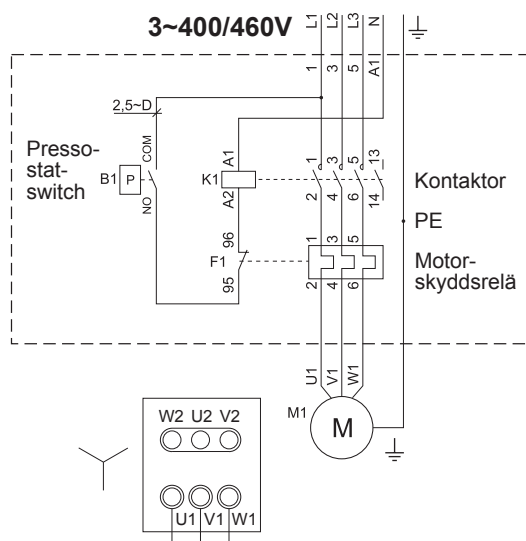 3~400/460V
L1 L2 L3 N
1 3 5 A1
2,5~D
Presso-
stat-
switch
B1 P
COM
NO
K1
A1
A2
1 3 5 13
2 4 6 14
Kontaktor
PE
96
F1
95
1 3 5
2 4 6
Motor-
skyddsrelä
U1 V1 W1
M1
M
W2 U2 V2
U1 V1 W1